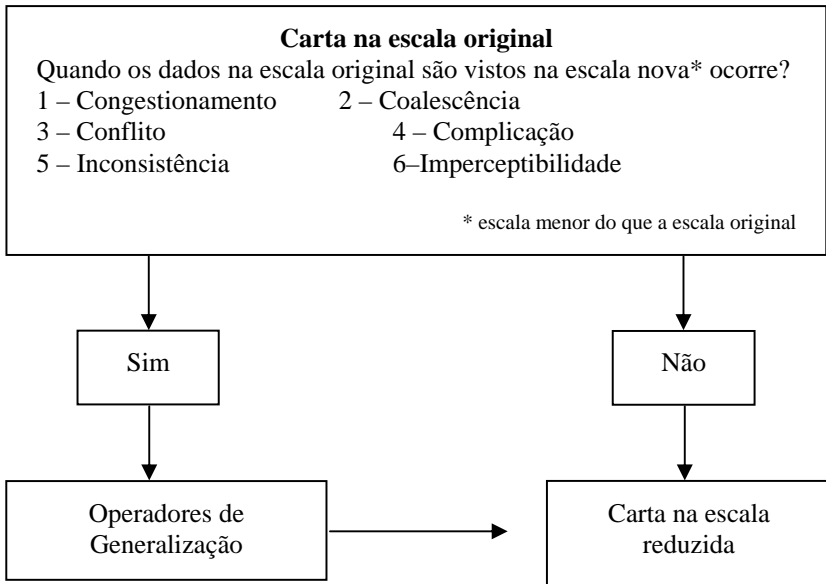 Carta na escala original
Quando os dados na escala original são vistos na escala nova* ocorre?
1 – Congestionamento 2 – Coalescência
3 – Conflito 4 – Complicação
5 – Inconsistência 6–Imperceptibilidade
* escala menor do que a escala original
Sim Não
Operadores de
Generalização
Carta na escala
reduzida